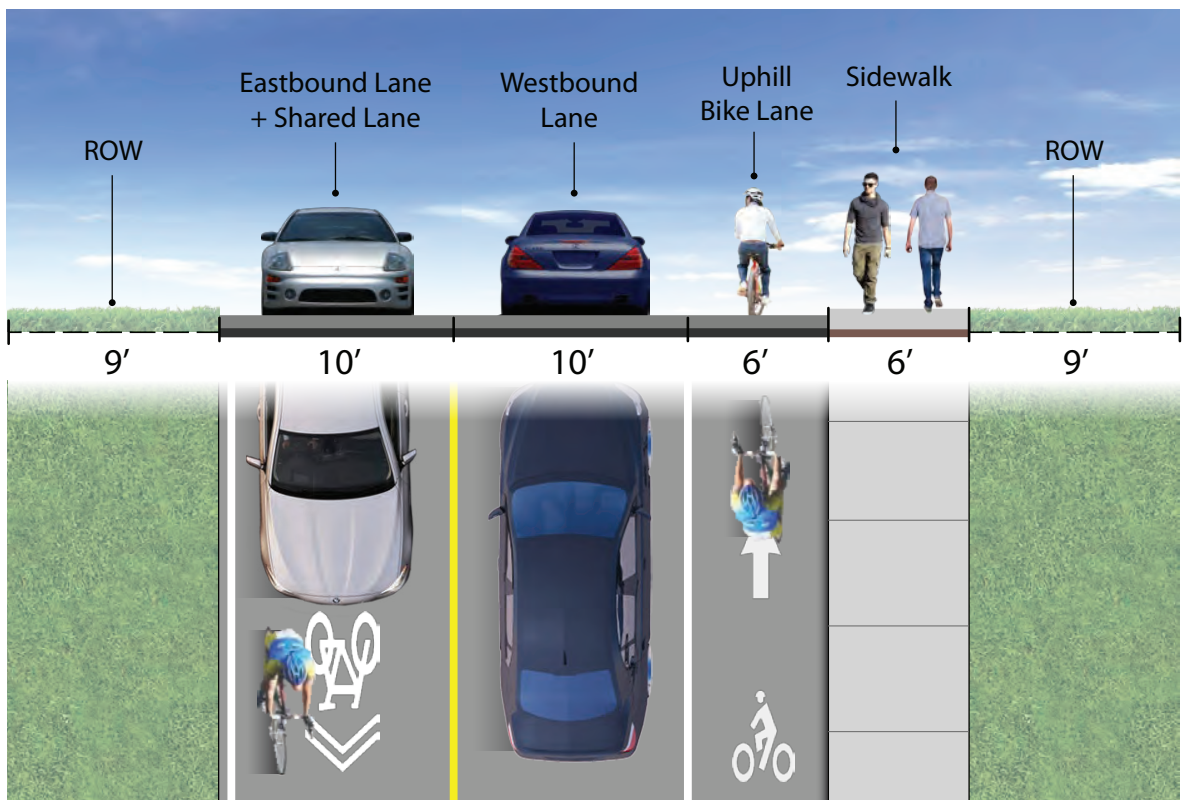 ROW
Eastbound Lane
+ Shared Lane
Westbound
Lane
Uphill
Bike Lane
Sidewalk
ROW
9’
10’
10’
6’
6’
9’